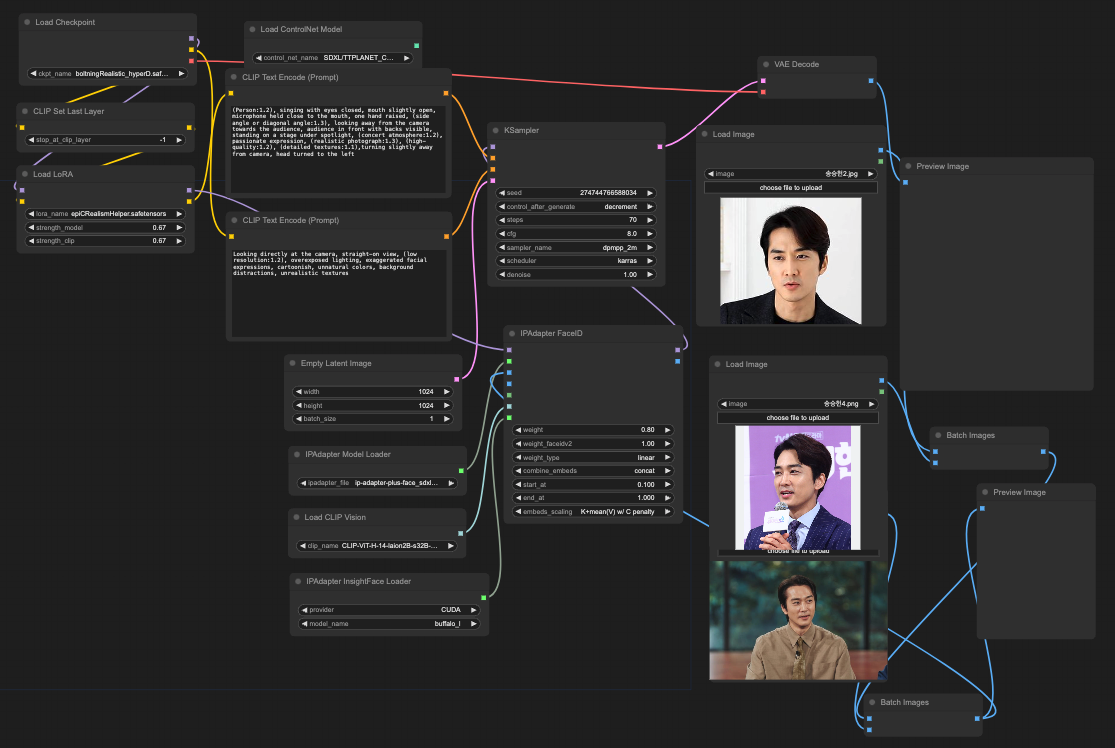 Load Checkpoint
ckpt_name boltningRealistic_hyperD.saf...
CLIP Set Last Layer
stop_at_clip_layer -1
Load LoRA
lora_name epiCRealismHelper.safetensors
strength_model 0.67
strength_clip 0.67
Load ControlNet Model
control_net_name SDXL/TTPLANET_C...
CLIP Text Encode (Prompt)
(Person:1.2), singing with eyes closed, mouth slightly open,
microphone held close to the mouth, one hand raised, (side
angle or diagonal angle:1.3), looking away from the camera
towards the audience, audience in front with backs visible,
standing on a stage under spotlight, (concert atmosphere:1.2),
passionate expression, (realistic photograph:1.3), (high-
quality:1.2), (detailed textures:1.1),turning slightly away
from camera, head turned to the left
CLIP Text Encode (Prompt)
Looking directly at the camera, straight-on view, (low
resolution:1.2), overexposed lighting, exaggerated facial
expressions, cartoonish, unnatural colors, background
distractions, unrealistic textures
Empty Latent Image
width 1024
height 1024
batch_size 1
IPAdapter Model Loader
ipadapter_file ip-adapter-plus-face_sdxl...
Load CLIP Vision
clip_name CLIP-ViT-H-14-laion2B-s32B-...
IPAdapter InsightFace Loader
provider CUDA
model_name buffalo_l
KSampler
seed 274744766588034
control_after_generate decrement
steps 70
cfg 8.0
sampler_name dpmpp_2m
scheduler karras
denoise 1.00
IPAdapter FaceID
weight 0.80
weight_faceidv2 1.00
weight_type linear
combine_embeds concat
start_at 0.100
end_at 1.000
embeds_scaling K+mean(V) w/ C penalty
VAE Decode
Load Image
image 송승헌2.jpg
choose file to upload
Preview Image
Load Image
image 송승헌4.png
choose file to upload
tvN
choose file to upload
Batch Images
Preview Image
Batch Images